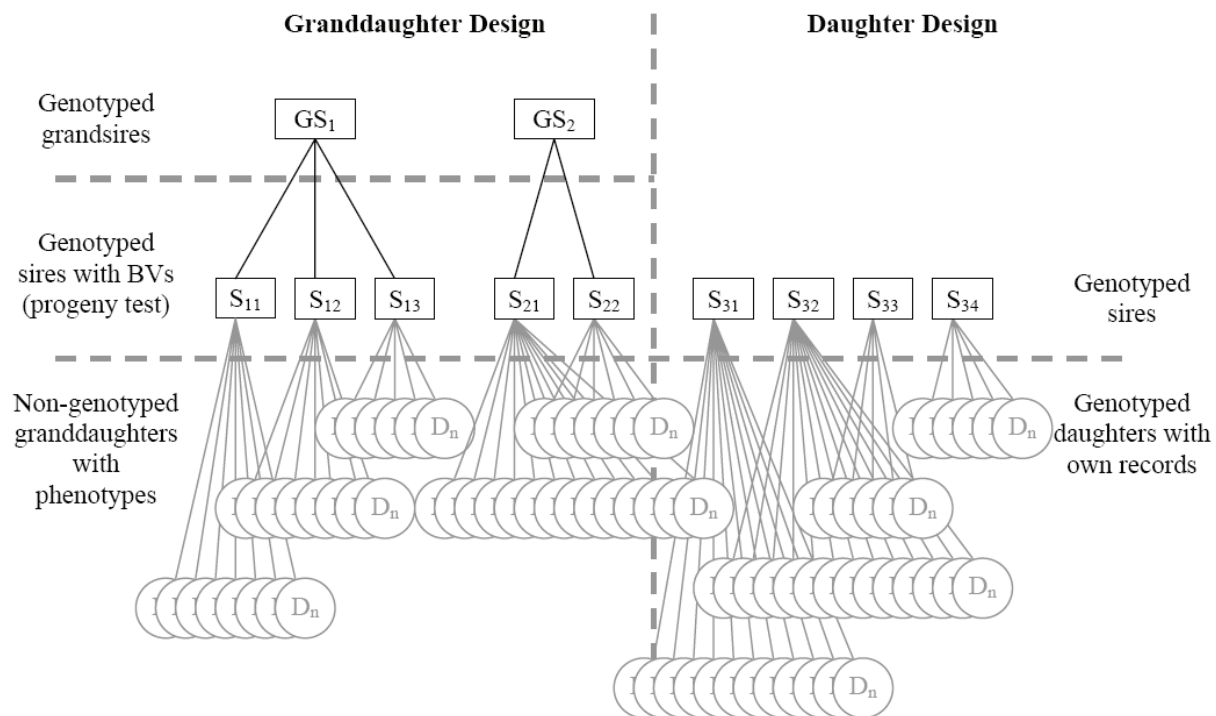 Granddaughter Design
Daughter Design
Genotyped
grandsires
GS₁
GS₂
Genotyped
sires with BVs
(progeny test)
S₁₁
S₁₂
S₁₃
S₂₁
S₂₂
S₃₁
S₃₂
S₃₃
S₃₄
Genotyped
sires
Non-genotyped
granddaughters
with
phenotypes
Genotyped
daughters with
own records
Dₙ
Dₙ
Dₙ
Dₙ
Dₙ
Dₙ
Dₙ
Dₙ
Dₙ